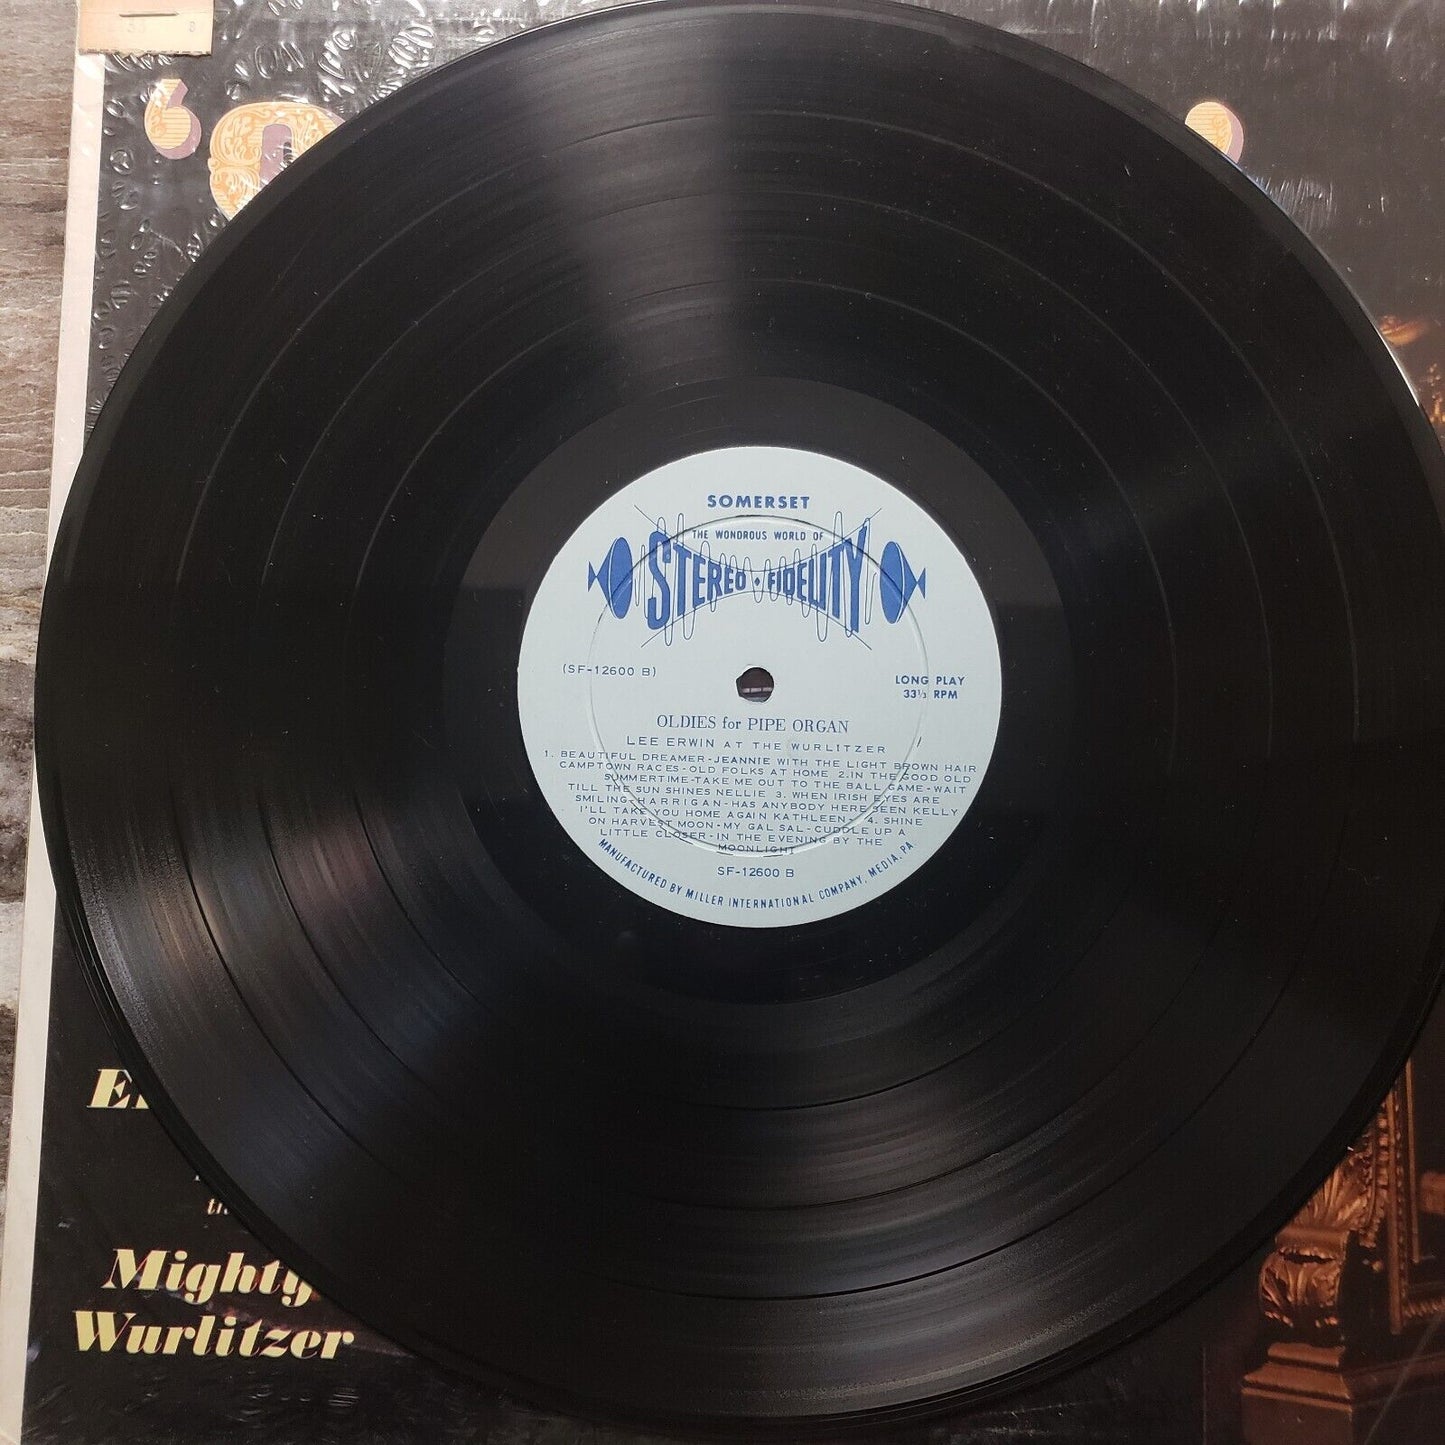 SOMERSET
THE WONDROUS WORLD OF
STEREO • FIDELITY
(SF-12600 B)
LONG PLAY
33⅓ RPM
OLDIES for PIPE ORGAN
LEE ERWIN AT THE WURLITZER
1. BEAUTIFUL DREAMER-JEANNIE WITH THE LIGHT BROWN HAIR
CAMPTOWN RACES-OLD FOLKS AT HOME 2.IN THE GOOD OLD
SUMMERTIME-TAKE ME OUT TO THE BALL GAME-WAIT
TILL THE SUN SHINES NELLIE 3. WHEN IRISH EYES ARE
SMILING-HARRIGAN-HAS ANYBODY HERE SEEN KELLY
I'LL TAKE YOU HOME AGAIN KATHLEEN- 4. SHINE
ON HARVEST MOON-MY GAL SAL-CUDDLE UP A
LITTLE CLOSER-IN THE EVENING BY THE
MOONLIGHT
SF-12600 B
MANUFACTURED BY MILLER INTERNATIONAL COMPANY, MEDIA, PA
Mighty
Wurlitzer